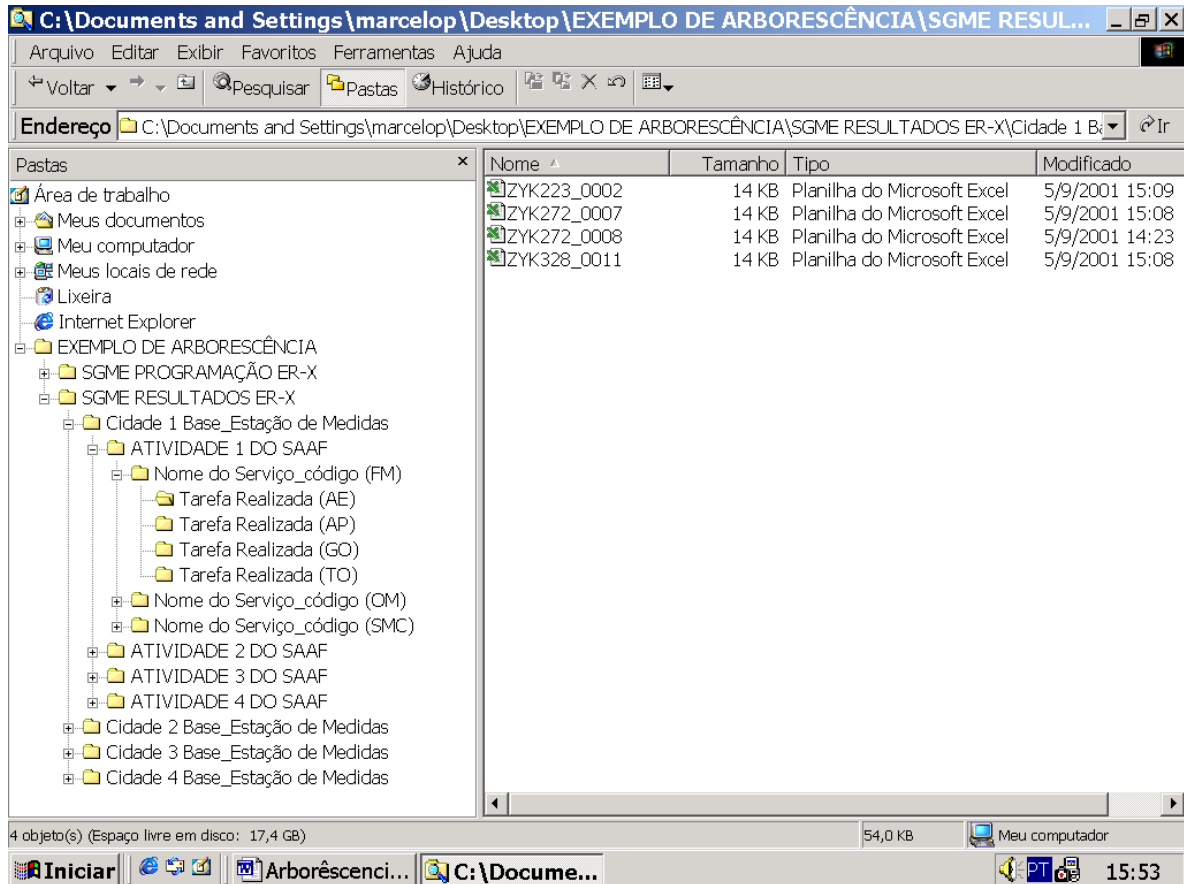 C:\Documents and Settings\marcelop\Desktop\EXEMPLO DE ARBORESCÊNCIA\SGME RESUL...
Arquivo Editar Exibir Favoritos Ferramentas Ajuda
Voltar Pesquisar Pastas Histórico
Endereço C:\Documents and Settings\marcelop\Desktop\EXEMPLO DE ARBORESCÊNCIA\SGME RESULTADOS ER-X\Cidade 1 Ba Ir
Pastas
Área de trabalho
Meus documentos
Meu computador
Meus locais de rede
Lixeira
Internet Explorer
EXEMPLO DE ARBORESCÊNCIA
SGME PROGRAMAÇÃO ER-X
SGME RESULTADOS ER-X
Cidade 1 Base_Estação de Medidas
ATIVIDADE 1 DO SAAF
Nome do Serviço_código (FM)
Tarefa Realizada (AE)
Tarefa Realizada (AP)
Tarefa Realizada (GO)
Tarefa Realizada (TO)
Nome do Serviço_código (OM)
Nome do Serviço_código (SMC)
ATIVIDADE 2 DO SAAF
ATIVIDADE 3 DO SAAF
ATIVIDADE 4 DO SAAF
Cidade 2 Base_Estação de Medidas
Cidade 3 Base_Estação de Medidas
Cidade 4 Base_Estação de Medidas
Nome Tamanho Tipo Modificado
ZYK223_0002 14 KB Planilha do Microsoft Excel 5/9/2001 15:09
ZYK272_0007 14 KB Planilha do Microsoft Excel 5/9/2001 15:08
ZYK272_0008 14 KB Planilha do Microsoft Excel 5/9/2001 14:23
ZYK328_0011 14 KB Planilha do Microsoft Excel 5/9/2001 15:08
4 objeto(s) (Espaço livre em disco: 17,4 GB) 54,0 KB Meu computador
Iniciar Arborêscenci... C:\Docume... PT 15:53